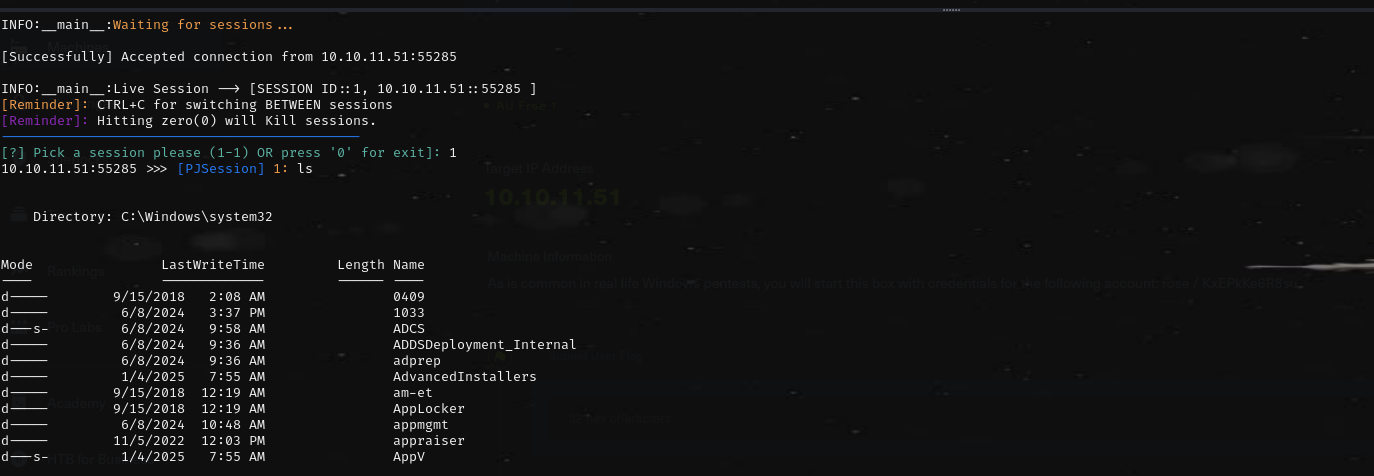 INFO:__main__:Waiting for sessions...
[Successfully] Accepted connection from 10.10.11.51:55285
INFO:__main__:Live Session --> [SESSION ID::1, 10.10.11.51::55285 ]
[Reminder]: CTRL+C for switching BETWEEN sessions
[Reminder]: Hitting zero(0) will Kill sessions.
[?] Pick a session please (1-1) OR press '0' for exit]: 1
10.10.11.51:55285 >>> [PJSession] 1: ls
Target IP Address
10.10.11.51
Directory: C:\Windows\system32
Machine Information
Mode LastWriteTime Length Name
Rankings
---- ------------- ------ ----
As is common in real life Windows pentests, you will start this box with credentials for the following account: rose /
d----- 9/15/2018 2:08 AM 0409
d----- 6/8/2024 3:37 PM 1033
d---s- 6/8/2024 9:58 AM ADCS
Pro Labs
d----- 6/8/2024 9:36 AM ADDSDeployment_Internal
d----- 6/8/2024 9:36 AM adprep
d----- 1/4/2025 7:55 AM AdvancedInstallers
d----- 9/15/2018 12:19 AM am-et
d----- 9/15/2018 12:19 AM AppLocker
Academy
d----- 6/8/2024 10:48 AM appmgmt
d----- 11/5/2022 12:03 PM appraiser
d---s- 1/4/2025 7:55 AM AppV
HTB for